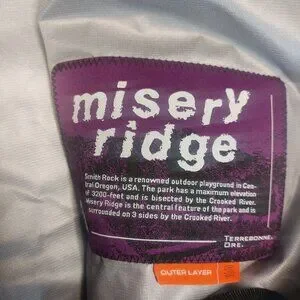 misery
ridge
Smith Rock is a renowned outdoor playground in Cen-
tral Oregon, USA. The park has a maximum elevation
of 3200-feet and is bisected by the Crooked River.
Misery Ridge is the central feature of the park and is
surrounded on 3 sides by the Crooked River.
TERREBONNE,
ORE.
OUTER LAYER